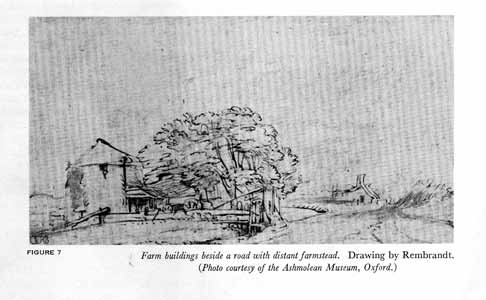 FIGURE 7
Farm buildings beside a road with distant farmstead. Drawing by Rembrandt.
(Photo courtesy of the Ashmolean Museum, Oxford.)